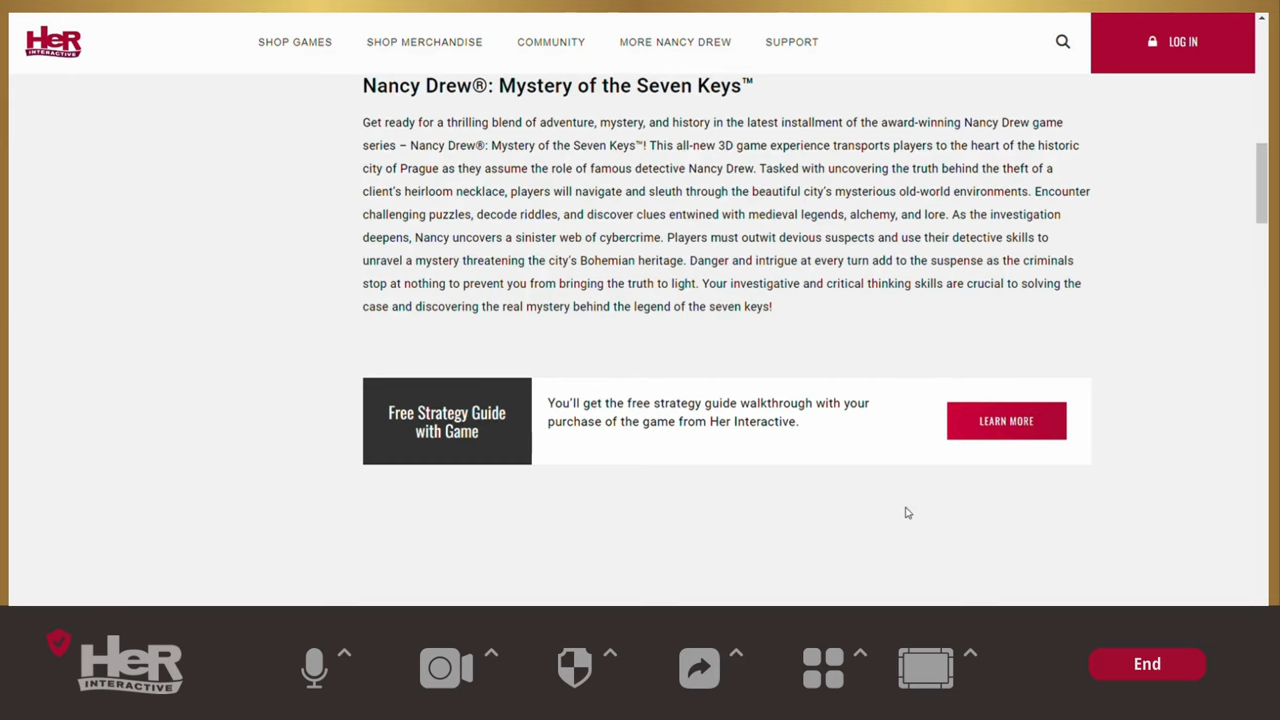 HeR INTERACTIVE
SHOP GAMES SHOP MERCHANDISE COMMUNITY MORE NANCY DREW SUPPORT LOG IN
Nancy Drew®: Mystery of the Seven Keys™
Get ready for a thrilling blend of adventure, mystery, and history in the latest installment of the award-winning Nancy Drew game
series – Nancy Drew®: Mystery of the Seven Keys™! This all-new 3D game experience transports players to the heart of the historic
city of Prague as they assume the role of famous detective Nancy Drew. Tasked with uncovering the truth behind the theft of a
client's heirloom necklace, players will navigate and sleuth through the beautiful city's mysterious old-world environments. Encounter
challenging puzzles, decode riddles, and discover clues entwined with medieval legends, alchemy, and lore. As the investigation
deepens, Nancy uncovers a sinister web of cybercrime. Players must outwit devious suspects and use their detective skills to
unravel a mystery threatening the city's Bohemian heritage. Danger and intrigue at every turn add to the suspense as the criminals
stop at nothing to prevent you from bringing the truth to light. Your investigative and critical thinking skills are crucial to solving the
case and discovering the real mystery behind the legend of the seven keys!
Free Strategy Guide
with Game
You'll get the free strategy guide walkthrough with your
purchase of the game from Her Interactive.
LEARN MORE
HeR INTERACTIVE
End